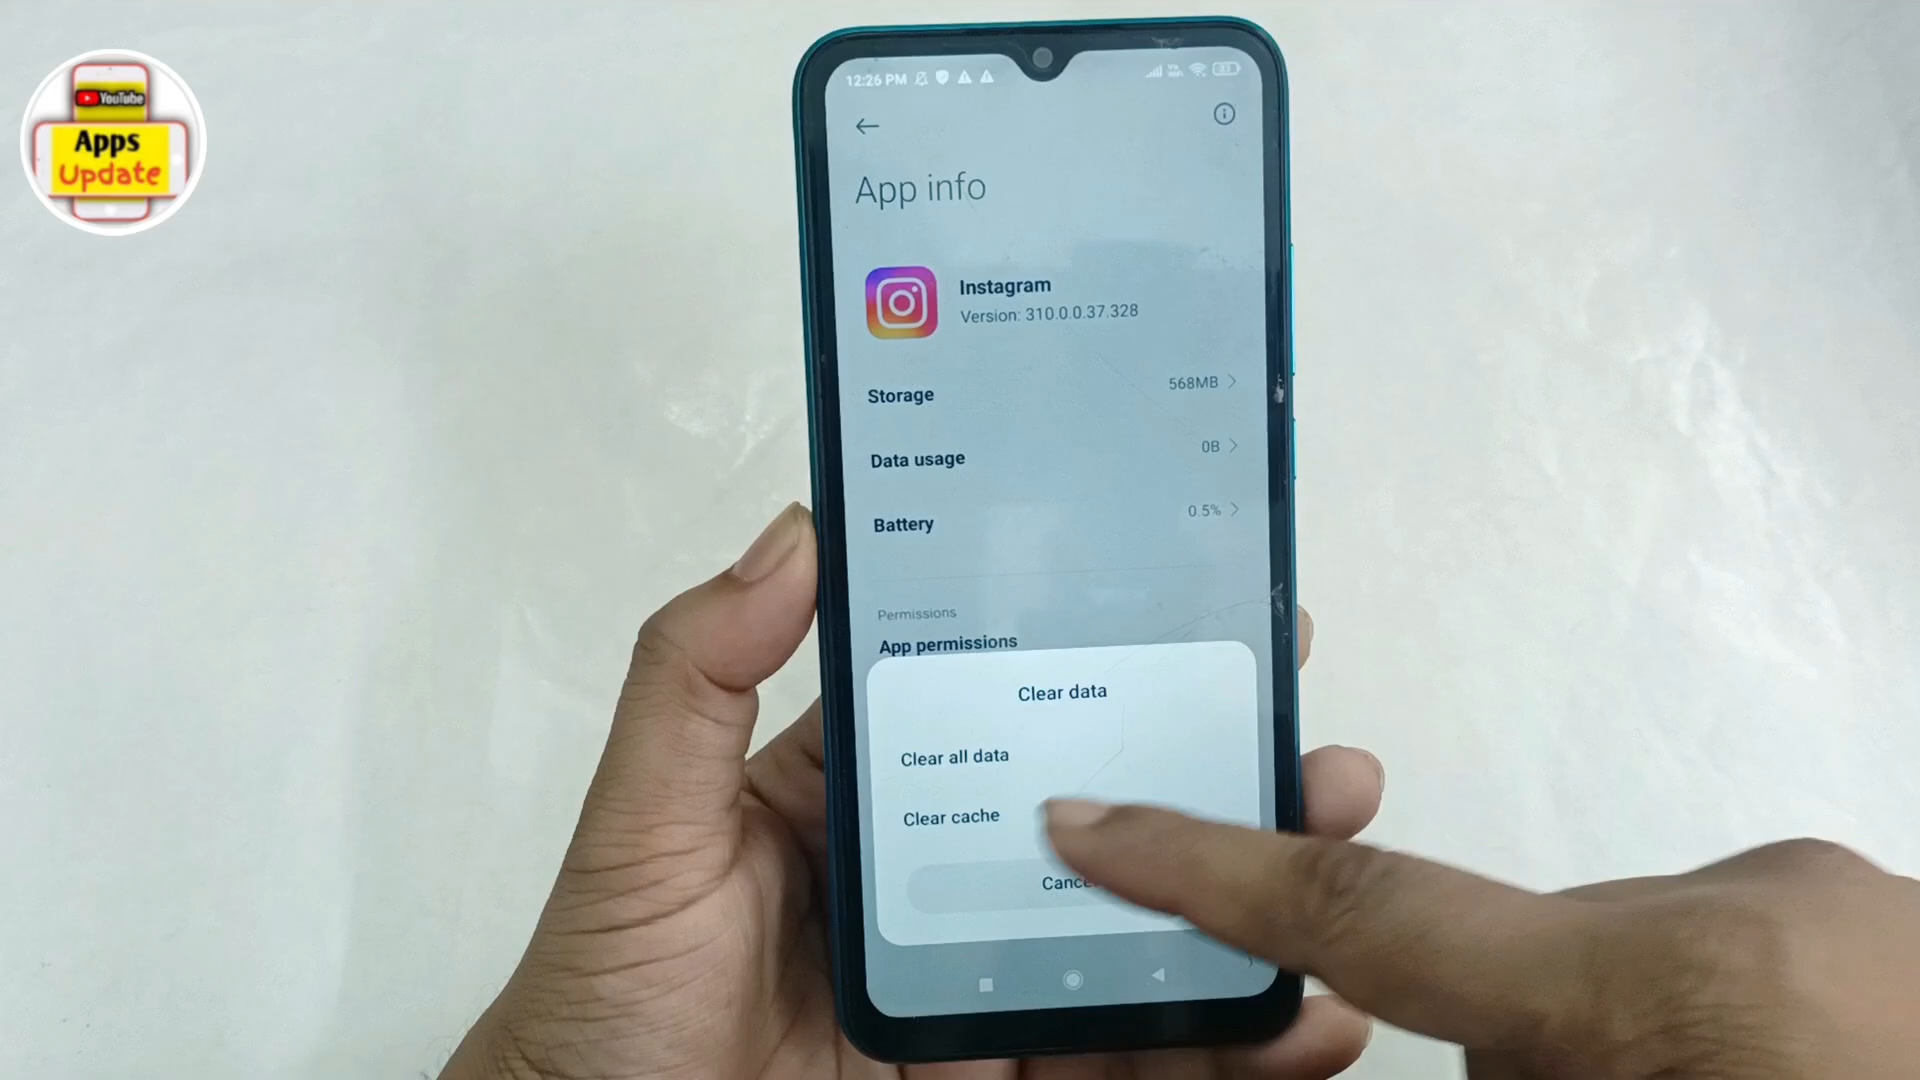 YouTube
Apps
Update
12:26 PM
App info
Instagram
Version: 310.0.0.37.328
Storage
568MB
Data usage
0B
Battery
0.5%
Permissions
App permissions
Clear data
Clear all data
Clear cache